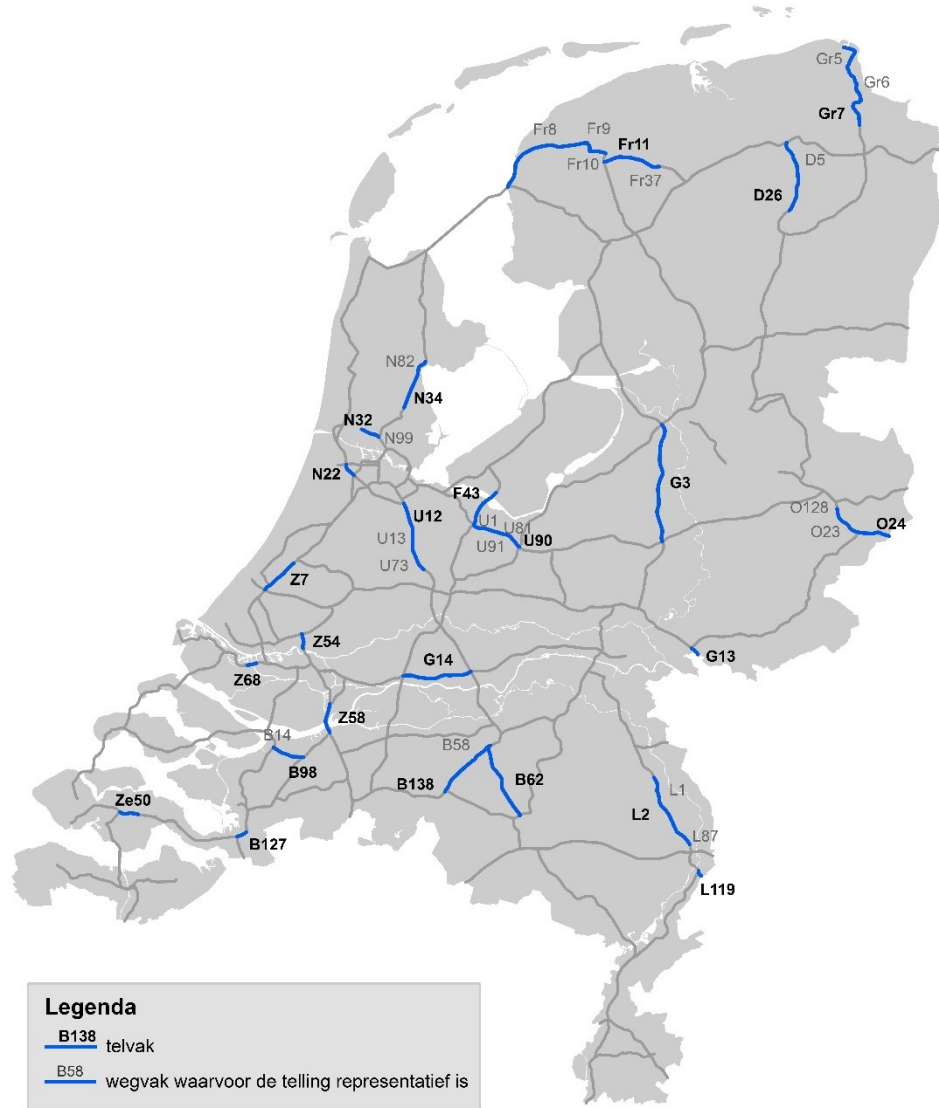 Gr5
Gr6
Gr7
Fr8
Fr9
Fr11
Fr10
Fr37
D5
D26
N82
N34
N32
N99
N22
F43
G3
U12
U1
U81
U13
U91
U90
U73
O128
O23
O24
Z7
Z54
G14
G13
Z68
Z58
B14
B58
B98
B138
B62
L1
L2
Ze50
B127
L87
L119
Legenda
B138
telvak
B58
wegvak waarvoor de telling representatief is